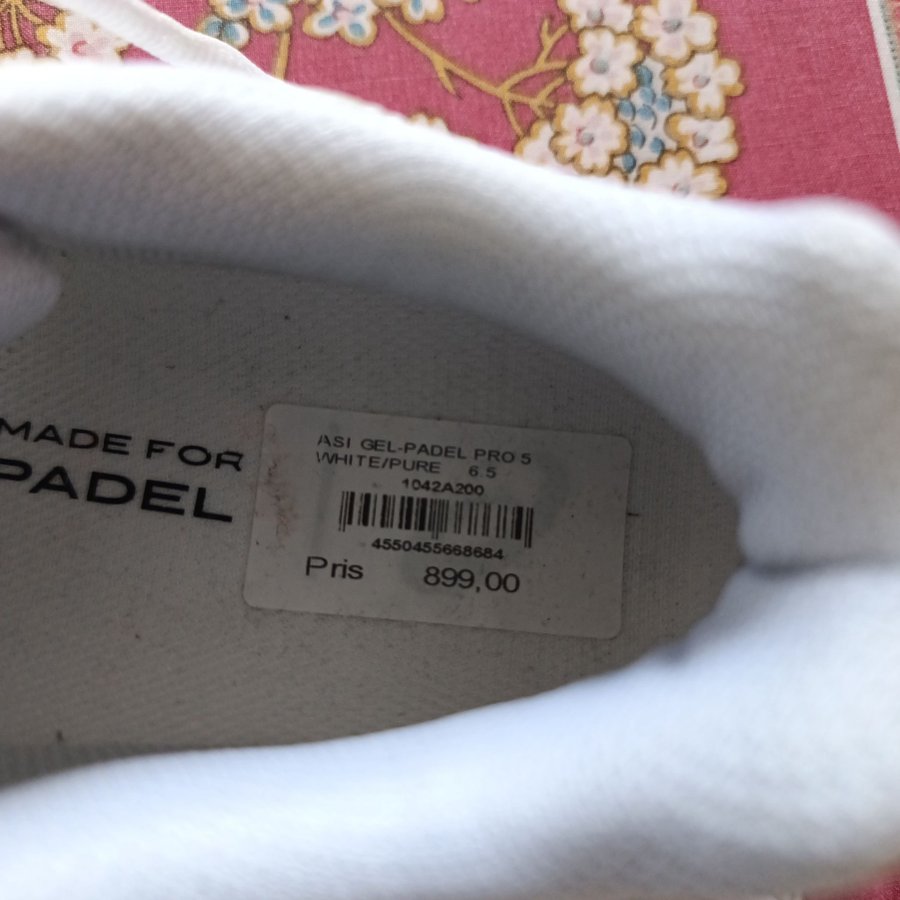 MADE FOR
PADEL
ASI GEL-PADEL PRO 5
WHITE/PURE 6.5
1042A200
4550455668684
Pris 899,00